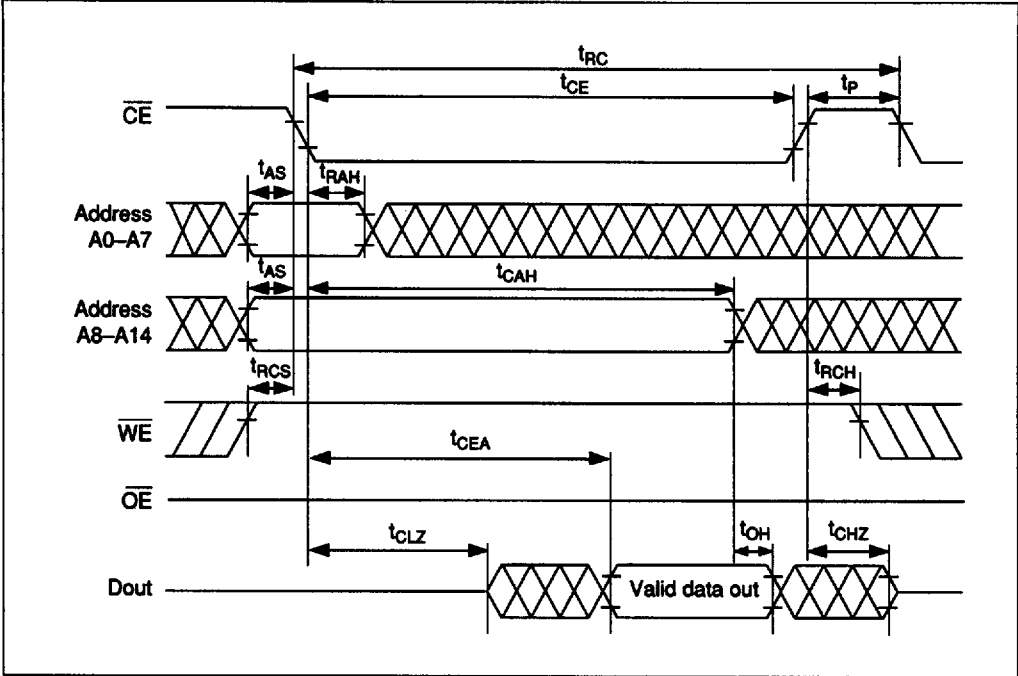 tRC
tCE
tP
CE
tAS
tRAH
Address
A0–A7
tAS
tCAH
Address
A8–A14
tRCS
tRCH
WE
tCEA
OE
tCLZ
tOH
tCHZ
Dout
Valid data out